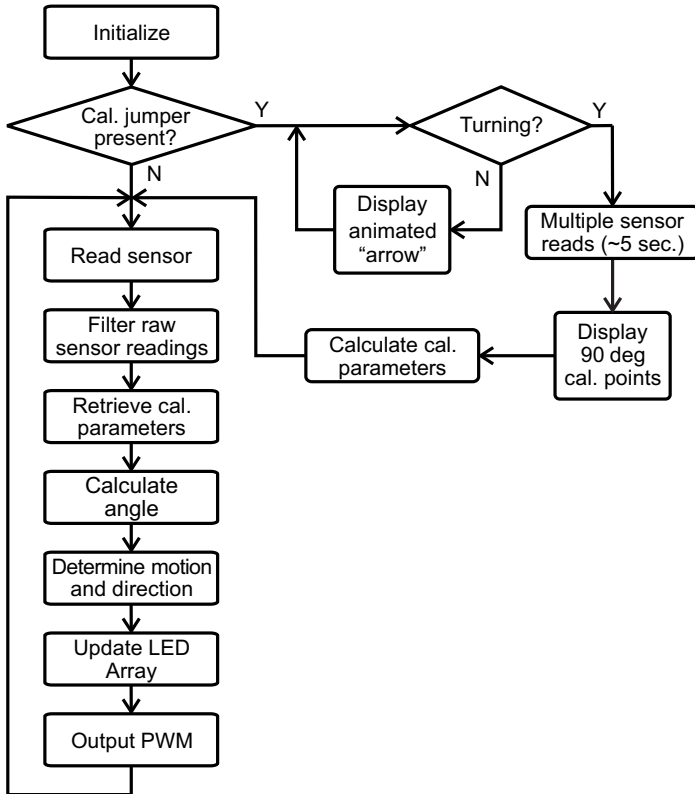 Initialize
Cal. jumper
present?
Y
N
Turning?
Y
N
Display
animated
“arrow”
Multiple sensor
reads (~5 sec.)
Display
90 deg
cal. points
Calculate cal.
parameters
Read sensor
Filter raw
sensor readings
Retrieve cal.
parameters
Calculate
angle
Determine motion
and direction
Update LED
Array
Output PWM